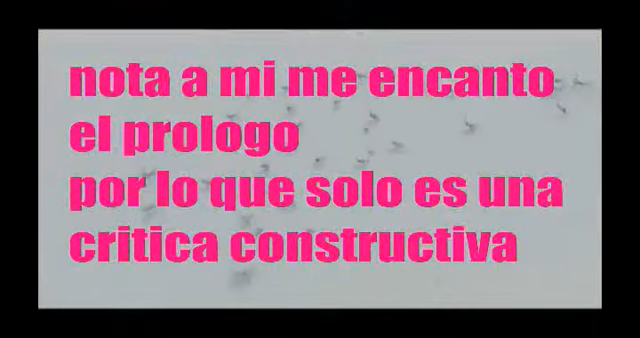 nota a mi me encanto
el prologo
por lo que solo es una
critica constructiva